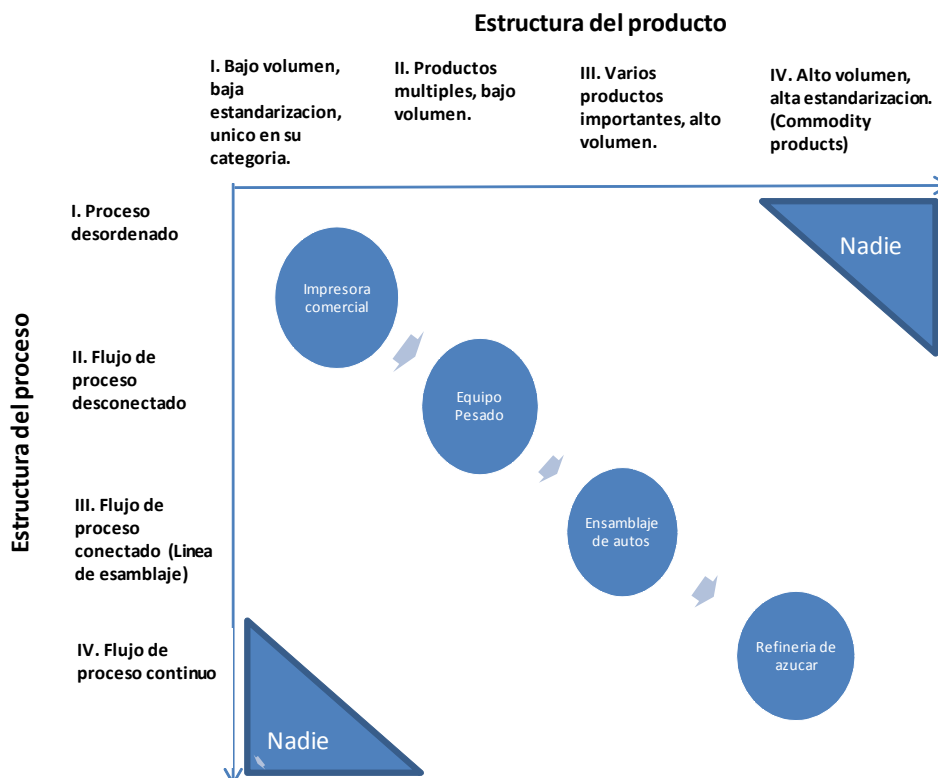 Estructura del producto
I. Bajo volumen,
baja
estandarizacion,
unico en su
categoria.
II. Productos
multiples, bajo
volumen.
III. Varios
productos
importantes, alto
volumen.
IV. Alto volumen,
alta estandarizacion.
(Commodity
products)
Estructura del proceso
I. Proceso
desordenado
II. Flujo de
proceso
desconectado
III. Flujo de
proceso
conectado (Linea
de esamblaje)
IV. Flujo de
proceso continuo
Nadie
Impresora
comercial
Equipo
Pesado
Ensamblaje
de autos
Refineria de
azucar
Nadie